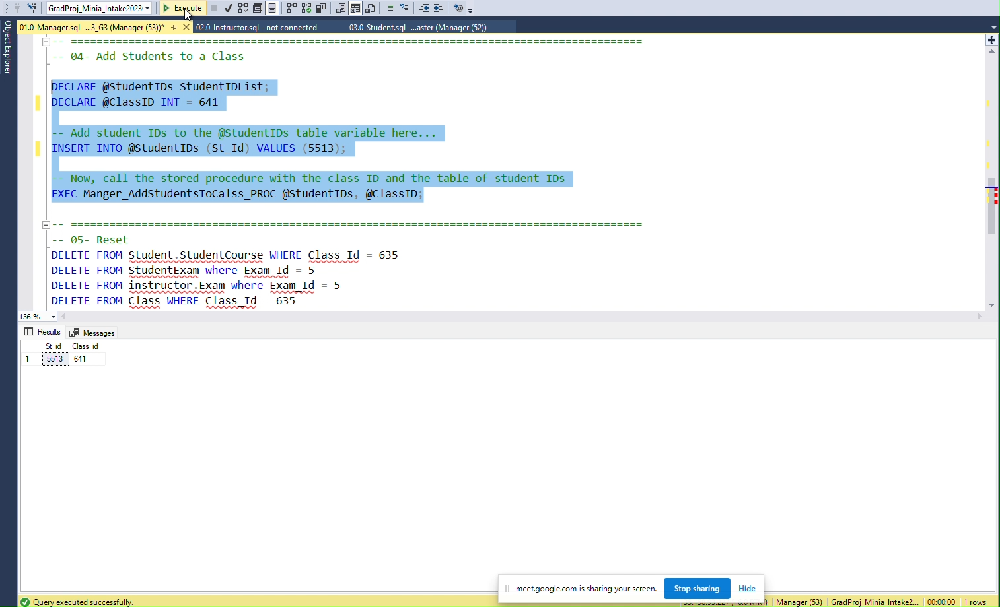 GradProj_Minia_Intake2023
Execute
Object Explorer
01.0-Manager.sql -...3_G3 (Manager (53))*
02.0-Instructor.sql - not connected
03.0-Student.sql -...aster (Manager (52))
-- =========================================================================================
-- 04- Add Students to a Class
DECLARE @StudentIDs StudentIDList;
DECLARE @ClassID INT = 641
-- Add student IDs to the @StudentIDs table variable here...
INSERT INTO @StudentIDs (St_Id) VALUES (5513);
-- Now, call the stored procedure with the class ID and the table of student IDs
EXEC Manger_AddStudentsToCalss_PROC @StudentIDs, @ClassID;
-- =========================================================================================
-- 05- Reset
DELETE FROM Student.StudentCourse WHERE Class_Id = 635
DELETE FROM StudentExam where Exam_Id = 5
DELETE FROM instructor.Exam where Exam_Id = 5
DELETE FROM Class WHERE Class_Id = 635
136 %
Results Messages
St_id Class_id
1 5513 641
meet.google.com is sharing your screen. Stop sharing Hide
Query executed successfully.
Manager (53) GradProj_Minia_Intake2... 00:00:00 1 rows